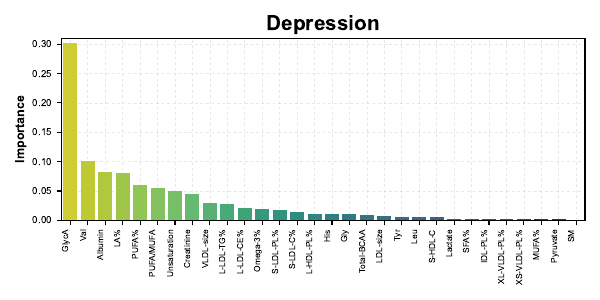 Depression
Importance
0.30
0.25
0.20
0.15
0.10
0.05
0.00
GlycA
Val
Albumin
LA%
PUFA%
PUFA/MUFA
Unsaturation
Creatinine
VLDL-size
L-LDL-TG%
L-LDL-CE%
Omega-3%
S-LDL-PL%
S-LDL-C%
L-HDL-PL%
His
Gly
Total-BCAA
LDL-size
Tyr
Leu
S-HDL-C
Lactate
SFA%
IDL-PL%
XL-VLDL-PL%
XS-VLDL-PL%
MUFA%
Pyruvate
SM